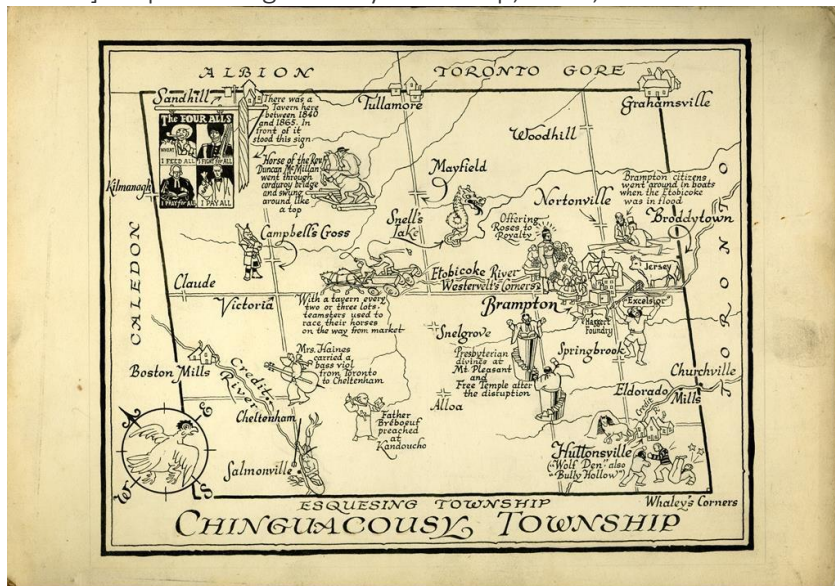 ALBION
TORONTO GORE
Sandhill
Tullamore
Grahamsville
The FOUR ALLS
WHEAT
I FEED ALL
I FIGHT for ALL
I PRAY for ALL
I PAY ALL
There was a
Tavern here
between 1840
and 1865. In
front of it
stood this sign
Woodhill
Kilmanagh
Horse of the Rev.
Duncan McMillan
went through
corduroy bridge
and swung
around like
a top
Mayfield
Nortonville
Brampton citizens
went around in boats
when the Etobicoke
was in flood
Broddytown
Snell's
Lake
Offering
Roses to
Royalty
Campbell's Cross
CALEDON
TORONTO
Claude
Victoria
Etobicoke River
Westervelt's Corners
Jersey
Excelsior
With a tavern every
two or three lots
teamsters used to
race their horses
on the way from market
Brampton
Haggert
Foundry
Snelgrove
Springbrook
Presbyterian
divines at
Mt Pleasant
and
Free Temple after
the disruption
Boston Mills
Credit
River
Mrs. Haines
carried a
bass viol
from Toronto
to Cheltenham
Churchville
Eldorado
Mills
Credit
Alloa
Cheltenham
Father
Breboeuf
preached
at
Kandoucho
Salmonville
Huttonsville
("Wolf Den" also
"Bully Hollow")
Whaley's Corners
N
E
W
S
ESQUESING TOWNSHIP
CHINGUACOUSY TOWNSHIP